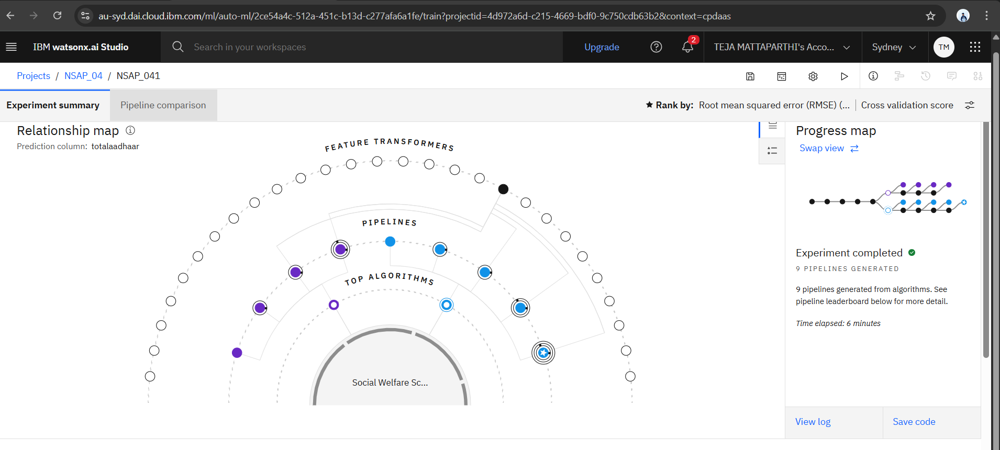 au-syd.dai.cloud.ibm.com/ml/auto-ml/2ce54a4c-512a-451c-b13d-c277afa6a1fe/train?projectid=4d972a6d-c215-4669-bdf0-9c750cdb63b2&context=cpdaas
IBM watsonx.ai Studio
Search in your workspaces
Upgrade
2
TEJA MATTAPARTHI's Acco...
Sydney
TM
Projects / NSAP_04 / NSAP_041
Experiment summary
Pipeline comparison
Rank by: Root mean squared error (RMSE) (...
Cross validation score
Relationship map
Prediction column: totalaadhaar
FEATURE TRANSFORMERS
PIPELINES
TOP ALGORITHMS
Social Welfare Sc...
Progress map
Swap view
Experiment completed
9 PIPELINES GENERATED
9 pipelines generated from algorithms. See
pipeline leaderboard below for more detail.
Time elapsed: 6 minutes
View log
Save code